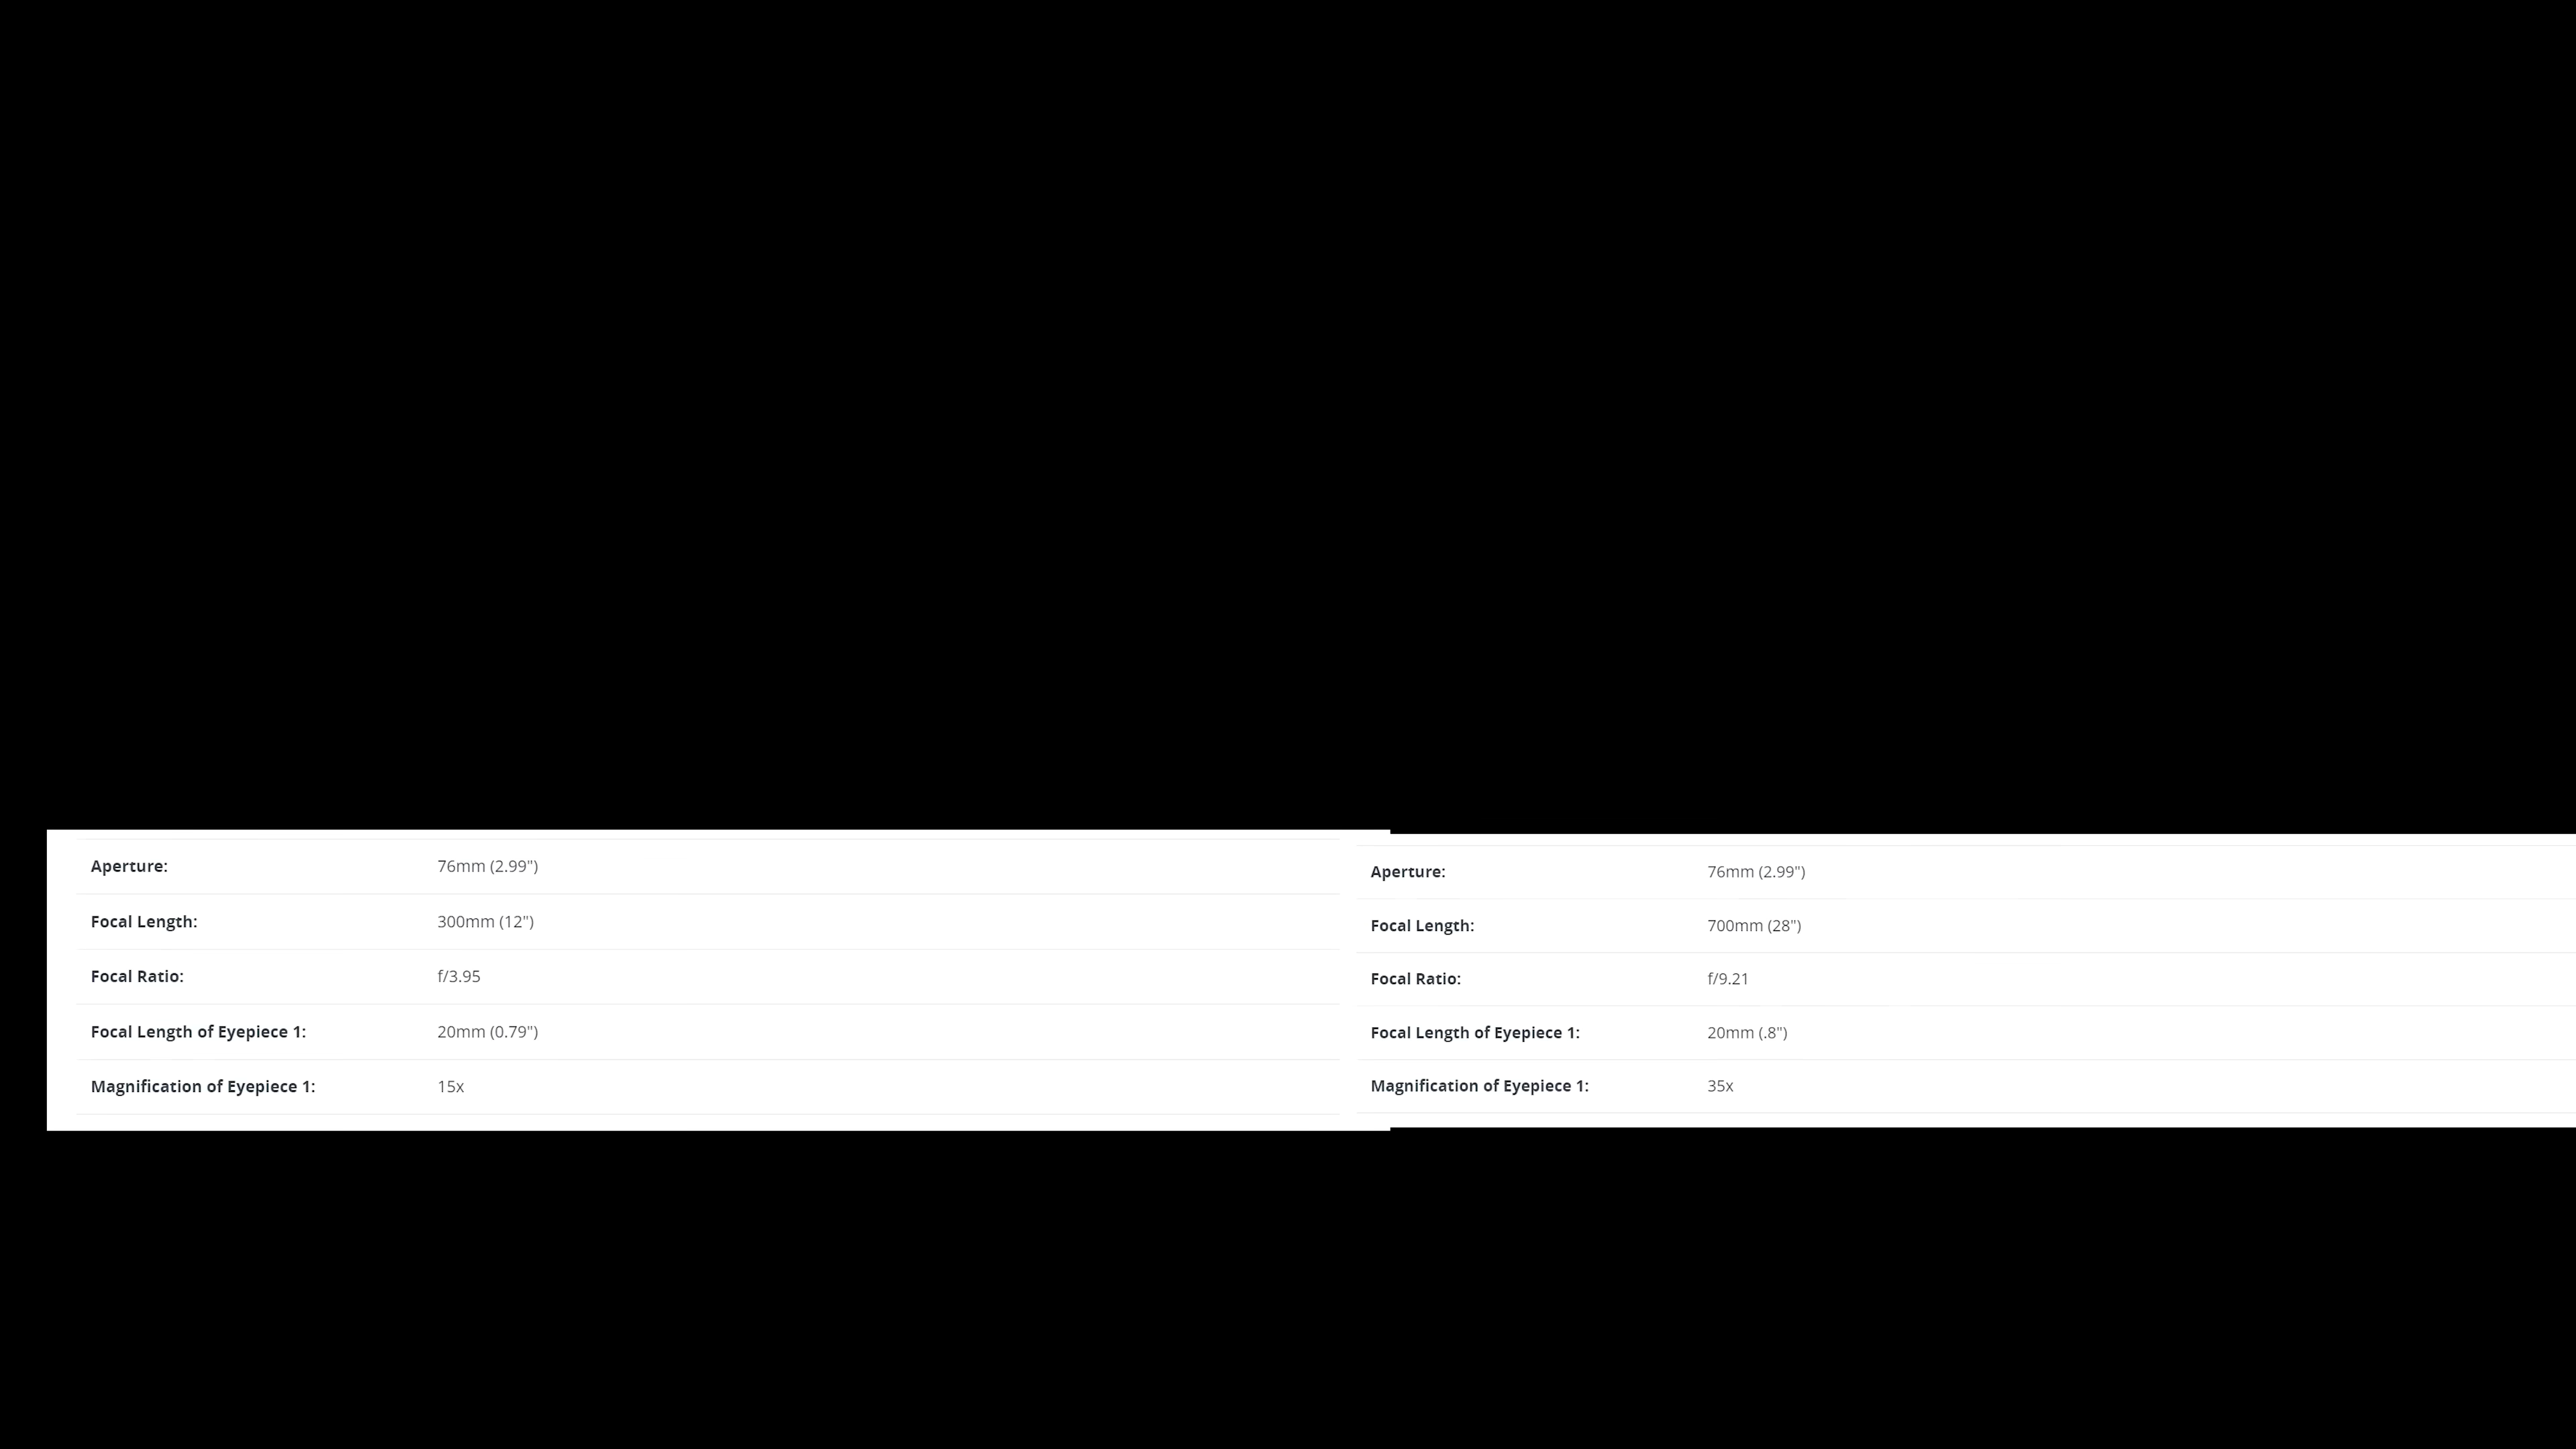 Aperture: 76mm (2.99")
Focal Length: 300mm (12")
Focal Ratio: f/3.95
Focal Length of Eyepiece 1: 20mm (0.79")
Magnification of Eyepiece 1: 15x
Aperture: 76mm (2.99")
Focal Length: 700mm (28")
Focal Ratio: f/9.21
Focal Length of Eyepiece 1: 20mm (.8")
Magnification of Eyepiece 1: 35x